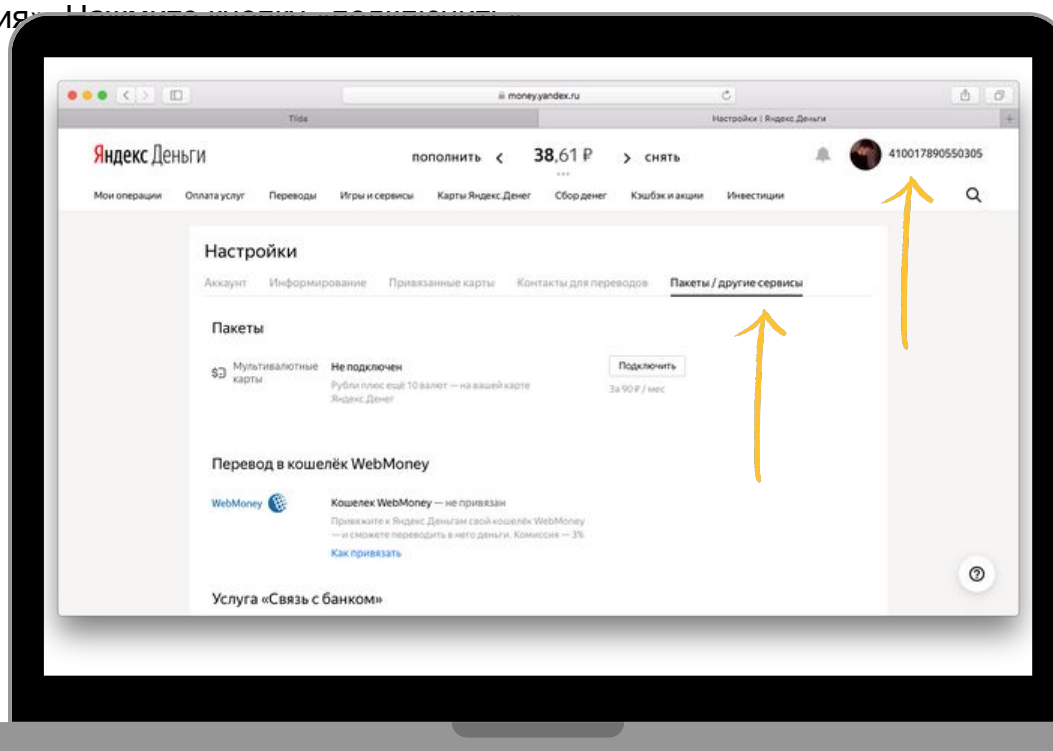 money.yandex.ru
Tilda
Настройки | Яндекс.Деньги
Яндекс Деньги
пополнить < 38,61 ₽ > снять
410017890550305
Мои операции Оплата услуг Переводы Игры и сервисы Карты Яндекс.Денег Сбор денег Кэшбэк и акции Инвестиции
Настройки
Аккаунт Информирование Привязанные карты Контакты для переводов Пакеты / другие сервисы
Пакеты
Мультивалютные карты
Не подключен
Рубли плюс ещё 10 валют — на вашей карте
Яндекс.Денег
Подключить
За 90 ₽ / мес
Перевод в кошелёк WebMoney
WebMoney
Кошелек WebMoney — не привязан
Привяжите к Яндекс.Деньгам свой кошелёк WebMoney
— и сможете переводить в него деньги. Комиссия — 3%
Как привязать
Услуга «Связь с банком»